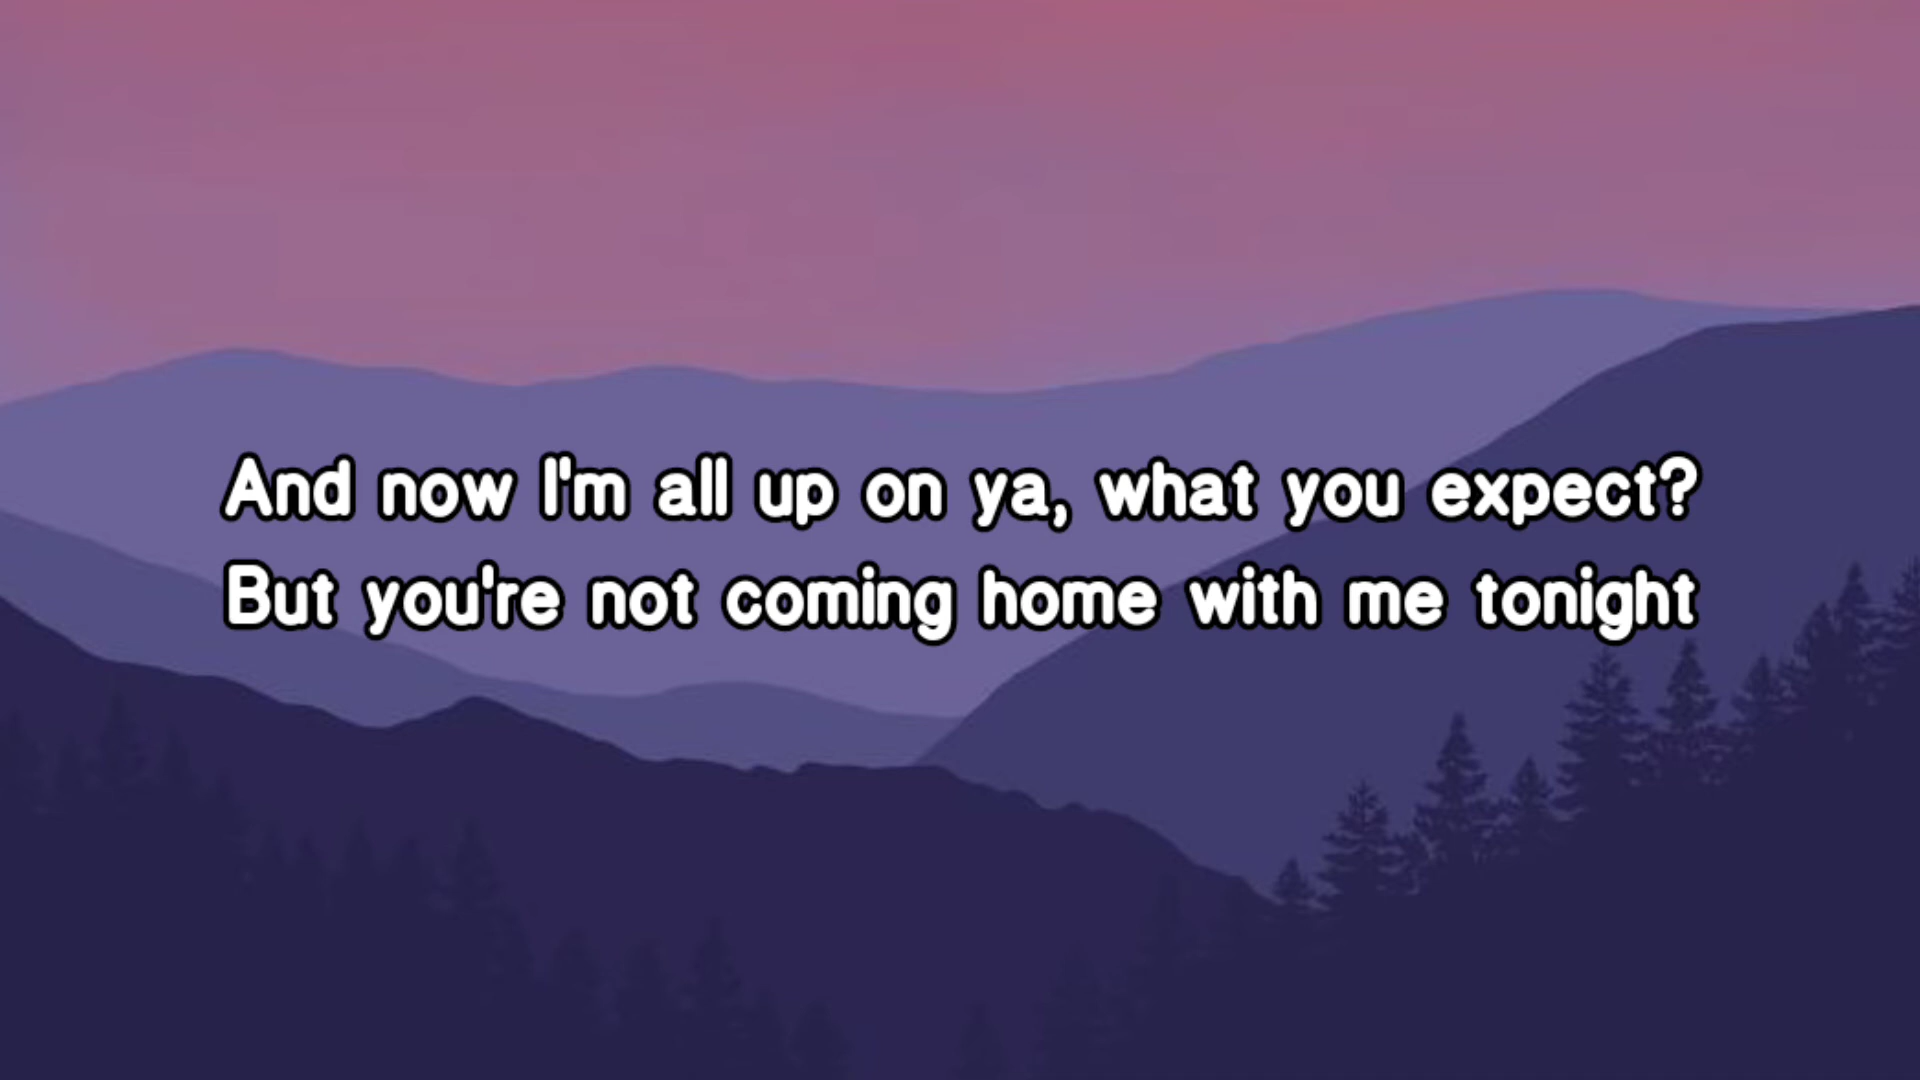 And now I'm all up on ya, what you expect?
But you're not coming home with me tonight